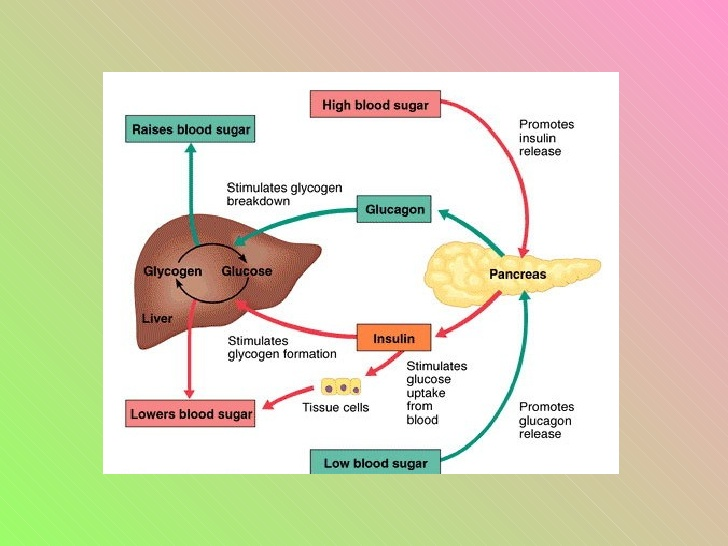 High blood sugar
Promotes
insulin
release
Raises blood sugar
Stimulates glycogen
breakdown
Glucagon
Glycogen Glucose
Pancreas
Liver
Insulin
Stimulates
glycogen formation
Stimulates
glucose
uptake
from
blood
Tissue cells
Lowers blood sugar
Promotes
glucagon
release
Low blood sugar